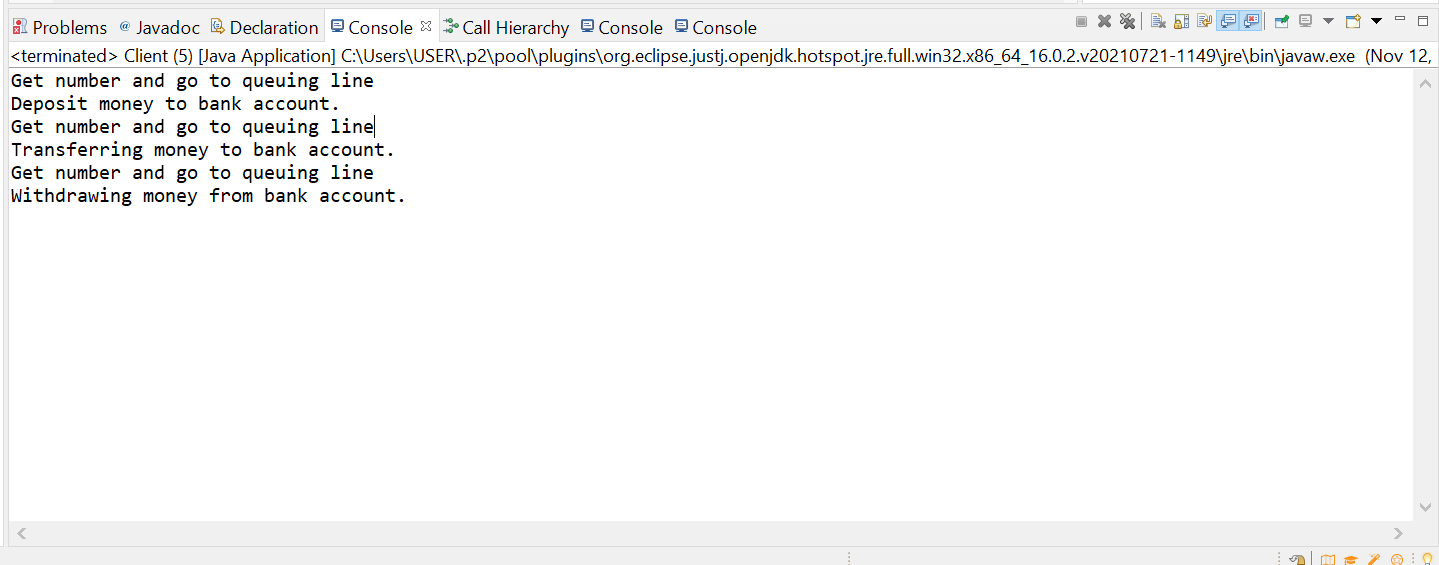 Problems @ Javadoc Declaration Console Call Hierarchy Console Console
<terminated> Client (5) [Java Application] C:\Users\USER\.p2\pool\plugins\org.eclipse.justj.openjdk.hotspot.jre.full.win32.x86_64_16.0.2.v20210721-1149\jre\bin\javaw.exe (Nov 12,
Get number and go to queuing line
Deposit money to bank account.
Get number and go to queuing line
Transferring money to bank account.
Get number and go to queuing line
Withdrawing money from bank account.